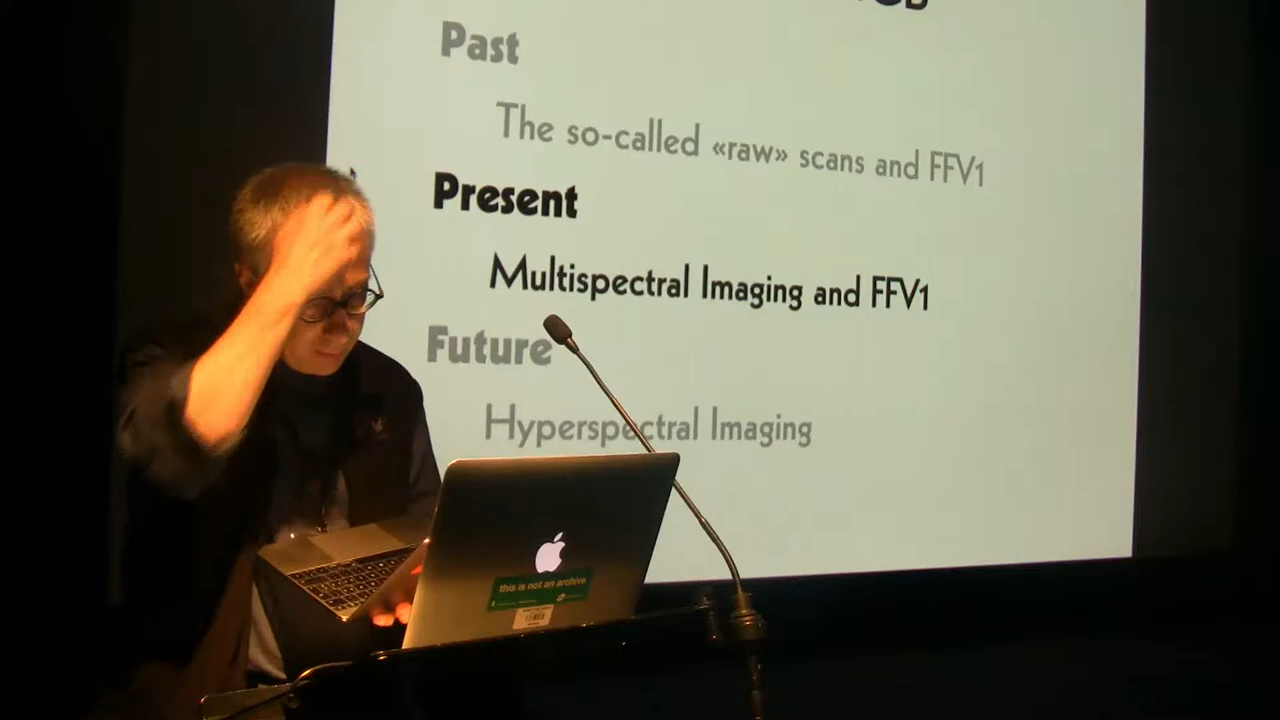 Past
The so-called «raw» scans and FFV1
Present
Multispectral Imaging and FFV1
Future
Hyperspectral Imaging
this is not an archive